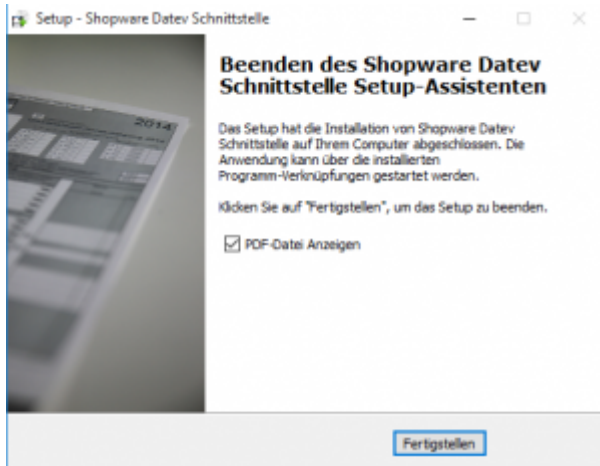 Setup - Shopware Datev Schnittstelle
2014
Beenden des Shopware Datev
Schnittstelle Setup-Assistenten
Das Setup hat die Installation von Shopware Datev
Schnittstelle auf Ihrem Computer abgeschlossen. Die
Anwendung kann über die installierten
Programm-Verknüpfungen gestartet werden.
Klicken Sie auf "Fertigstellen", um das Setup zu beenden.
PDF-Datei Anzeigen
Fertigstellen